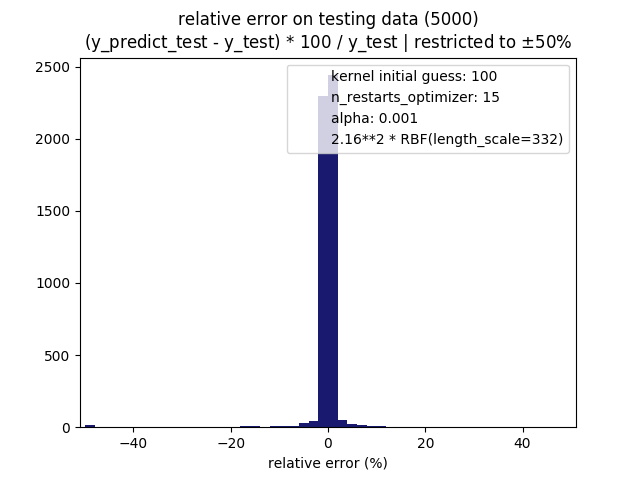 relative error on testing data (5000)
(y_predict_test - y_test) * 100 / y_test | restricted to ±50%
2500
2000
1500
1000
500
0
kernel initial guess: 100
n_restarts_optimizer: 15
alpha: 0.001
2.16**2 * RBF(length_scale=332)
−40 −20 0 20 40
relative error (%)